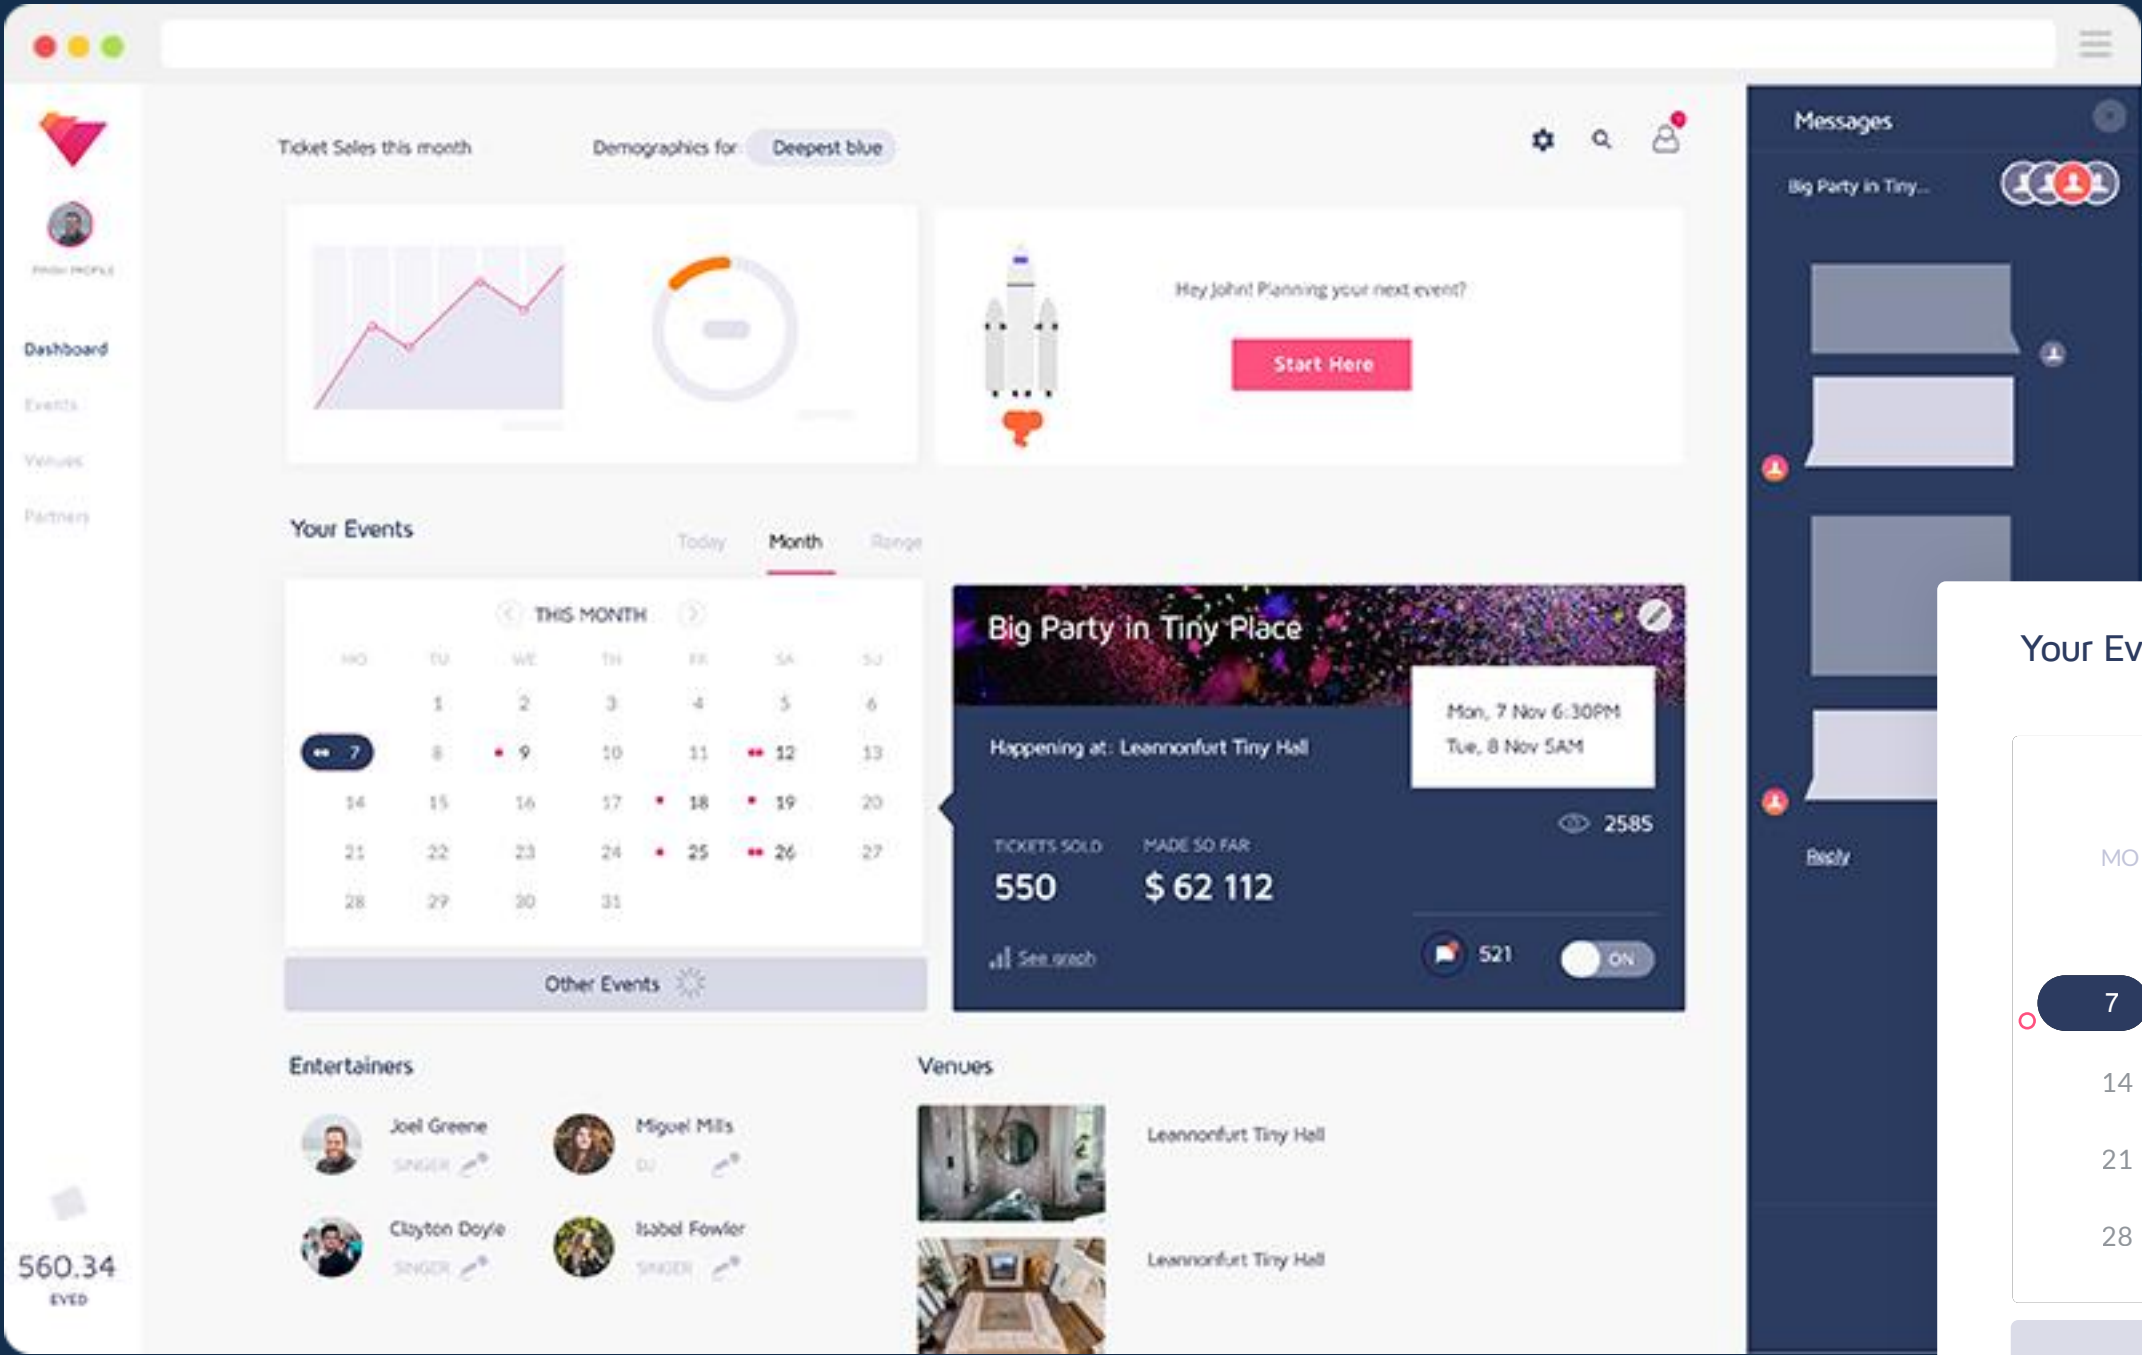 Ticket Sales this month
Demographics for
Deepest blue
FINISH PROFILE
Dashboard
Events
Venues
Partners
560.34
EVED
Hey John! Planning your next event?
Start Here
Your Events
Today
Month
Range
THIS MONTH
MO TU WE TH FR SA SU
1 2 3 4 5 6
7 8 9 10 11 12 13
14 15 16 17 18 19 20
21 22 23 24 25 26 27
28 29 30 31
Other Events
Big Party in Tiny Place
Mon, 7 Nov 6:30PM
Tue, 8 Nov 5AM
Happening at: Leannonfurt Tiny Hall
2585
TICKETS SOLD
550
MADE SO FAR
$ 62 112
See graph
521
ON
Entertainers
Joel Greene
SINGER
Miguel Mills
DJ
Clayton Doyle
SINGER
Isabel Fowler
SINGER
Venues
Leannonfurt Tiny Hall
Leannonfurt Tiny Hall
Messages
Big Party in Tiny...
Reply
Your Ev
MO
7
14
21
28